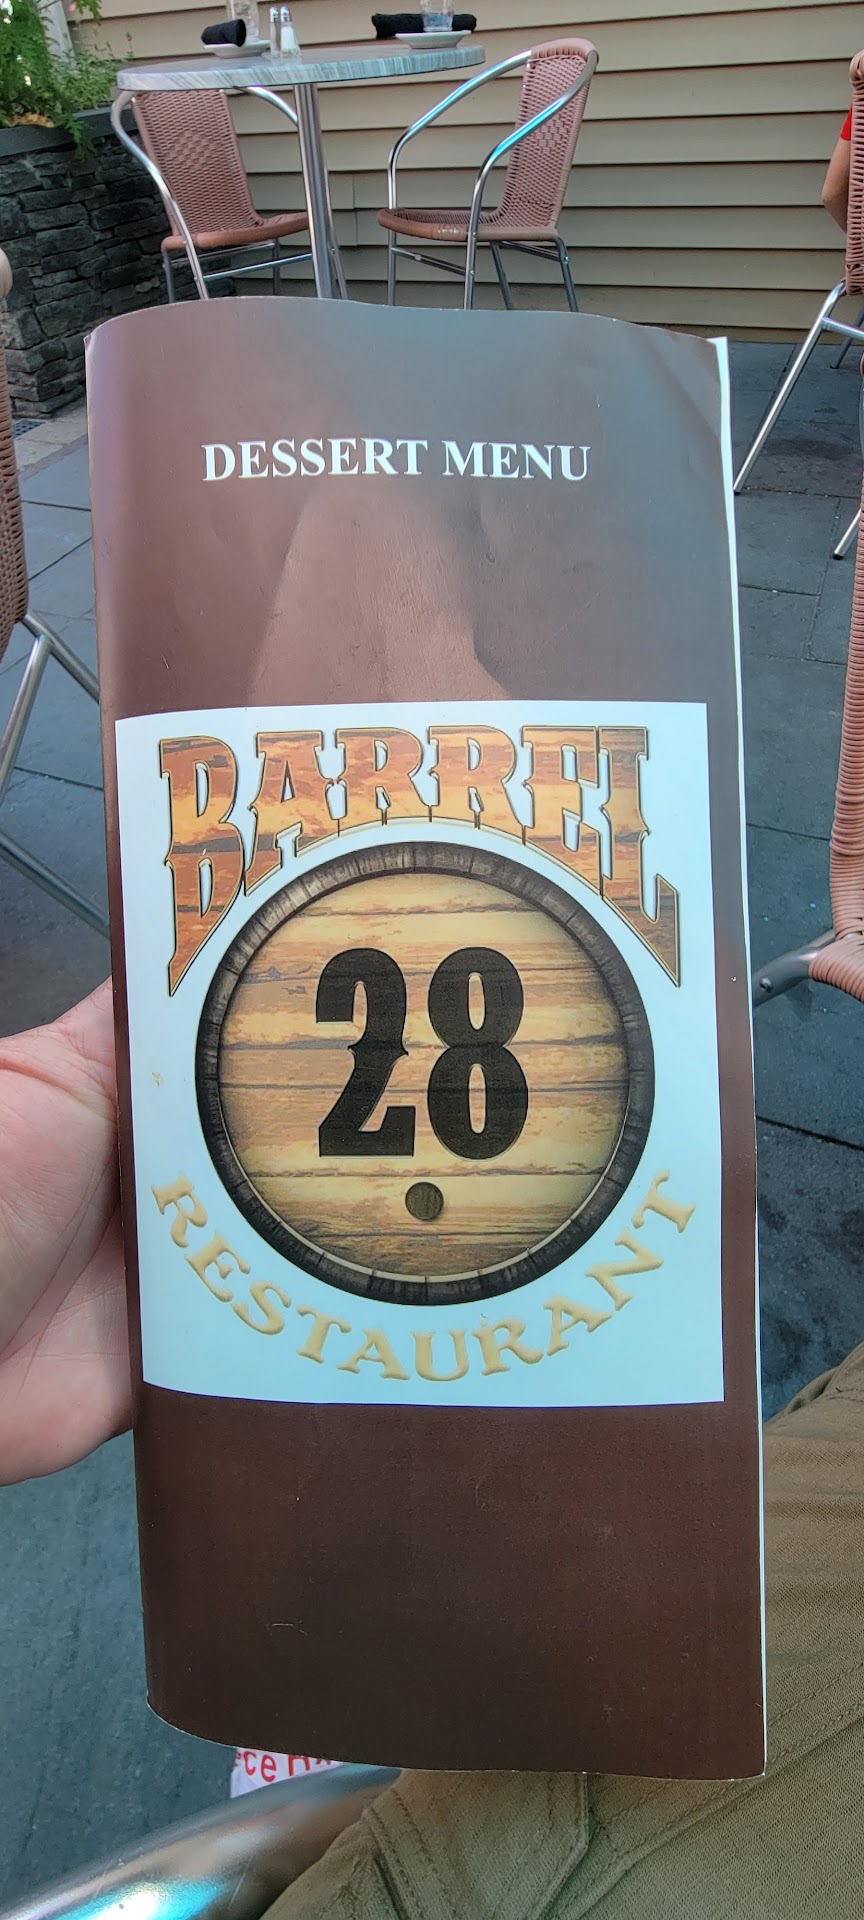 DESSERT MENU
BARREL
28
RESTAURANT